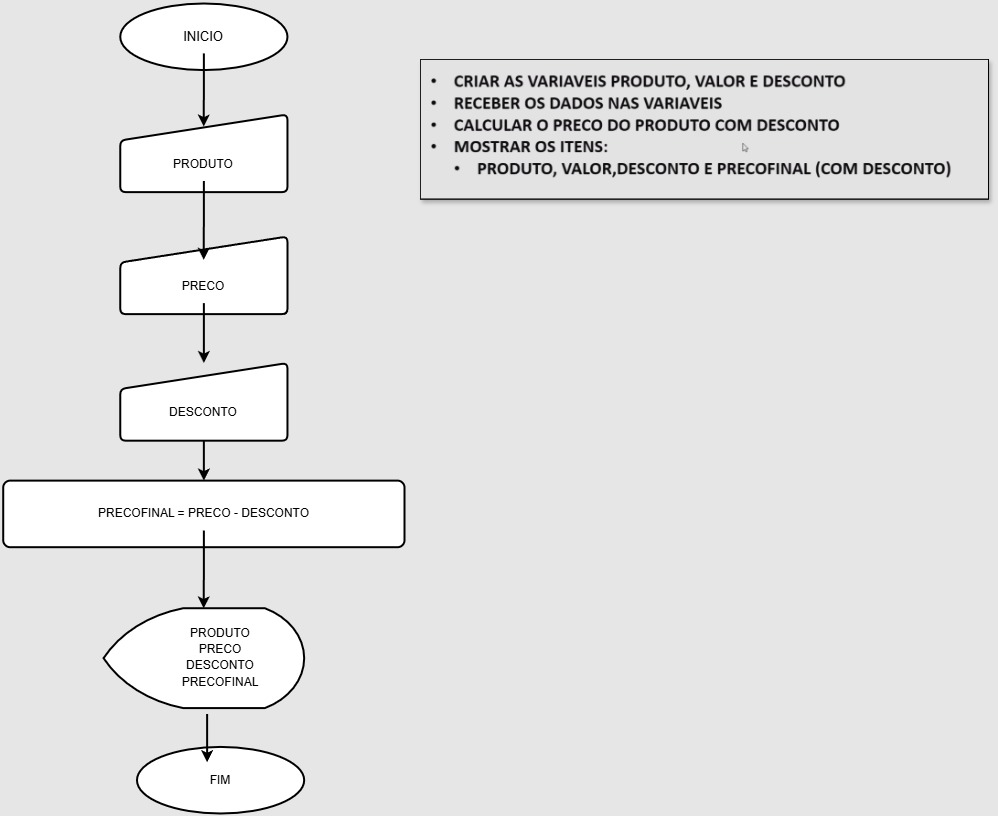 INICIO
PRODUTO
PRECO
DESCONTO
PRECOFINAL = PRECO - DESCONTO
PRODUTO
PRECO
DESCONTO
PRECOFINAL
FIM
• CRIAR AS VARIAVEIS PRODUTO, VALOR E DESCONTO
• RECEBER OS DADOS NAS VARIAVEIS
• CALCULAR O PRECO DO PRODUTO COM DESCONTO
• MOSTRAR OS ITENS:
• PRODUTO, VALOR,DESCONTO E PRECOFINAL (COM DESCONTO)